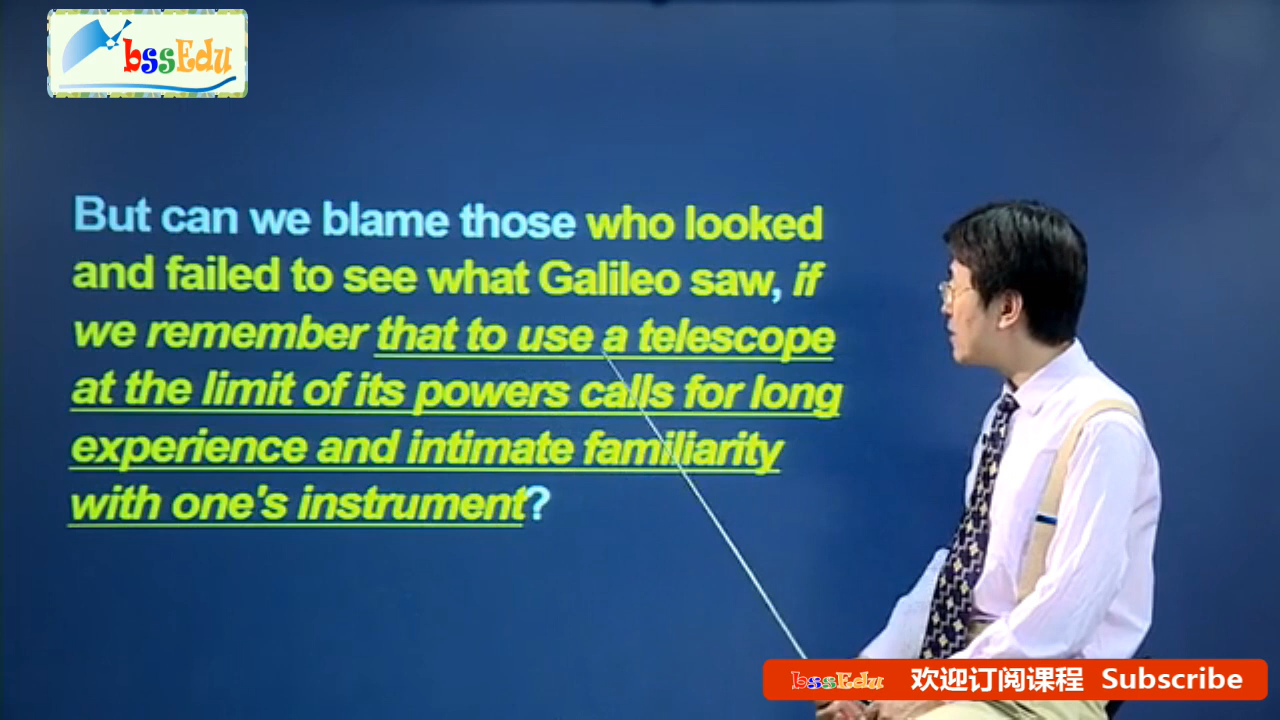 bssEdu
But can we blame those who looked
and failed to see what Galileo saw, if
we remember that to use a telescope
at the limit of its powers calls for long
experience and intimate familiarity
with one's instrument?
bssEdu 欢迎订阅课程 Subscribe